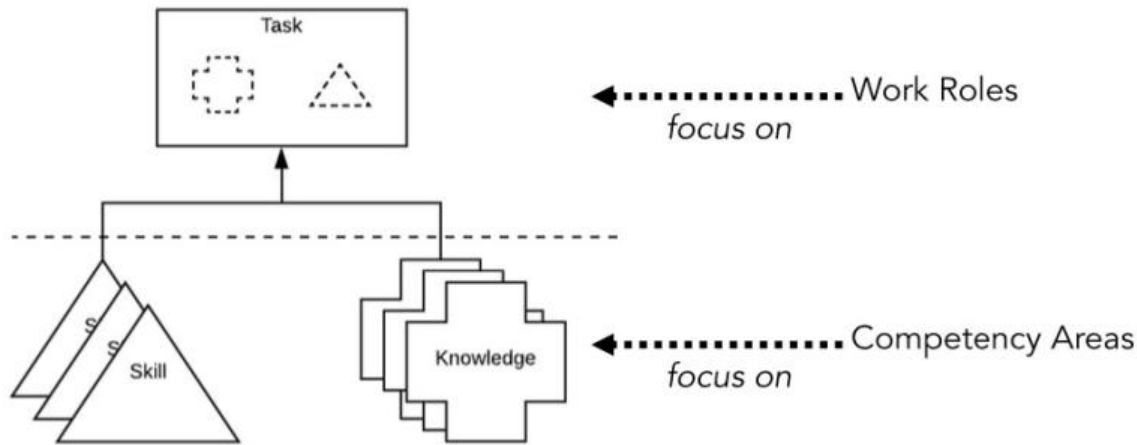 Task
Work Roles
focus on
S
S
Skill
Knowledge
Competency Areas
focus on